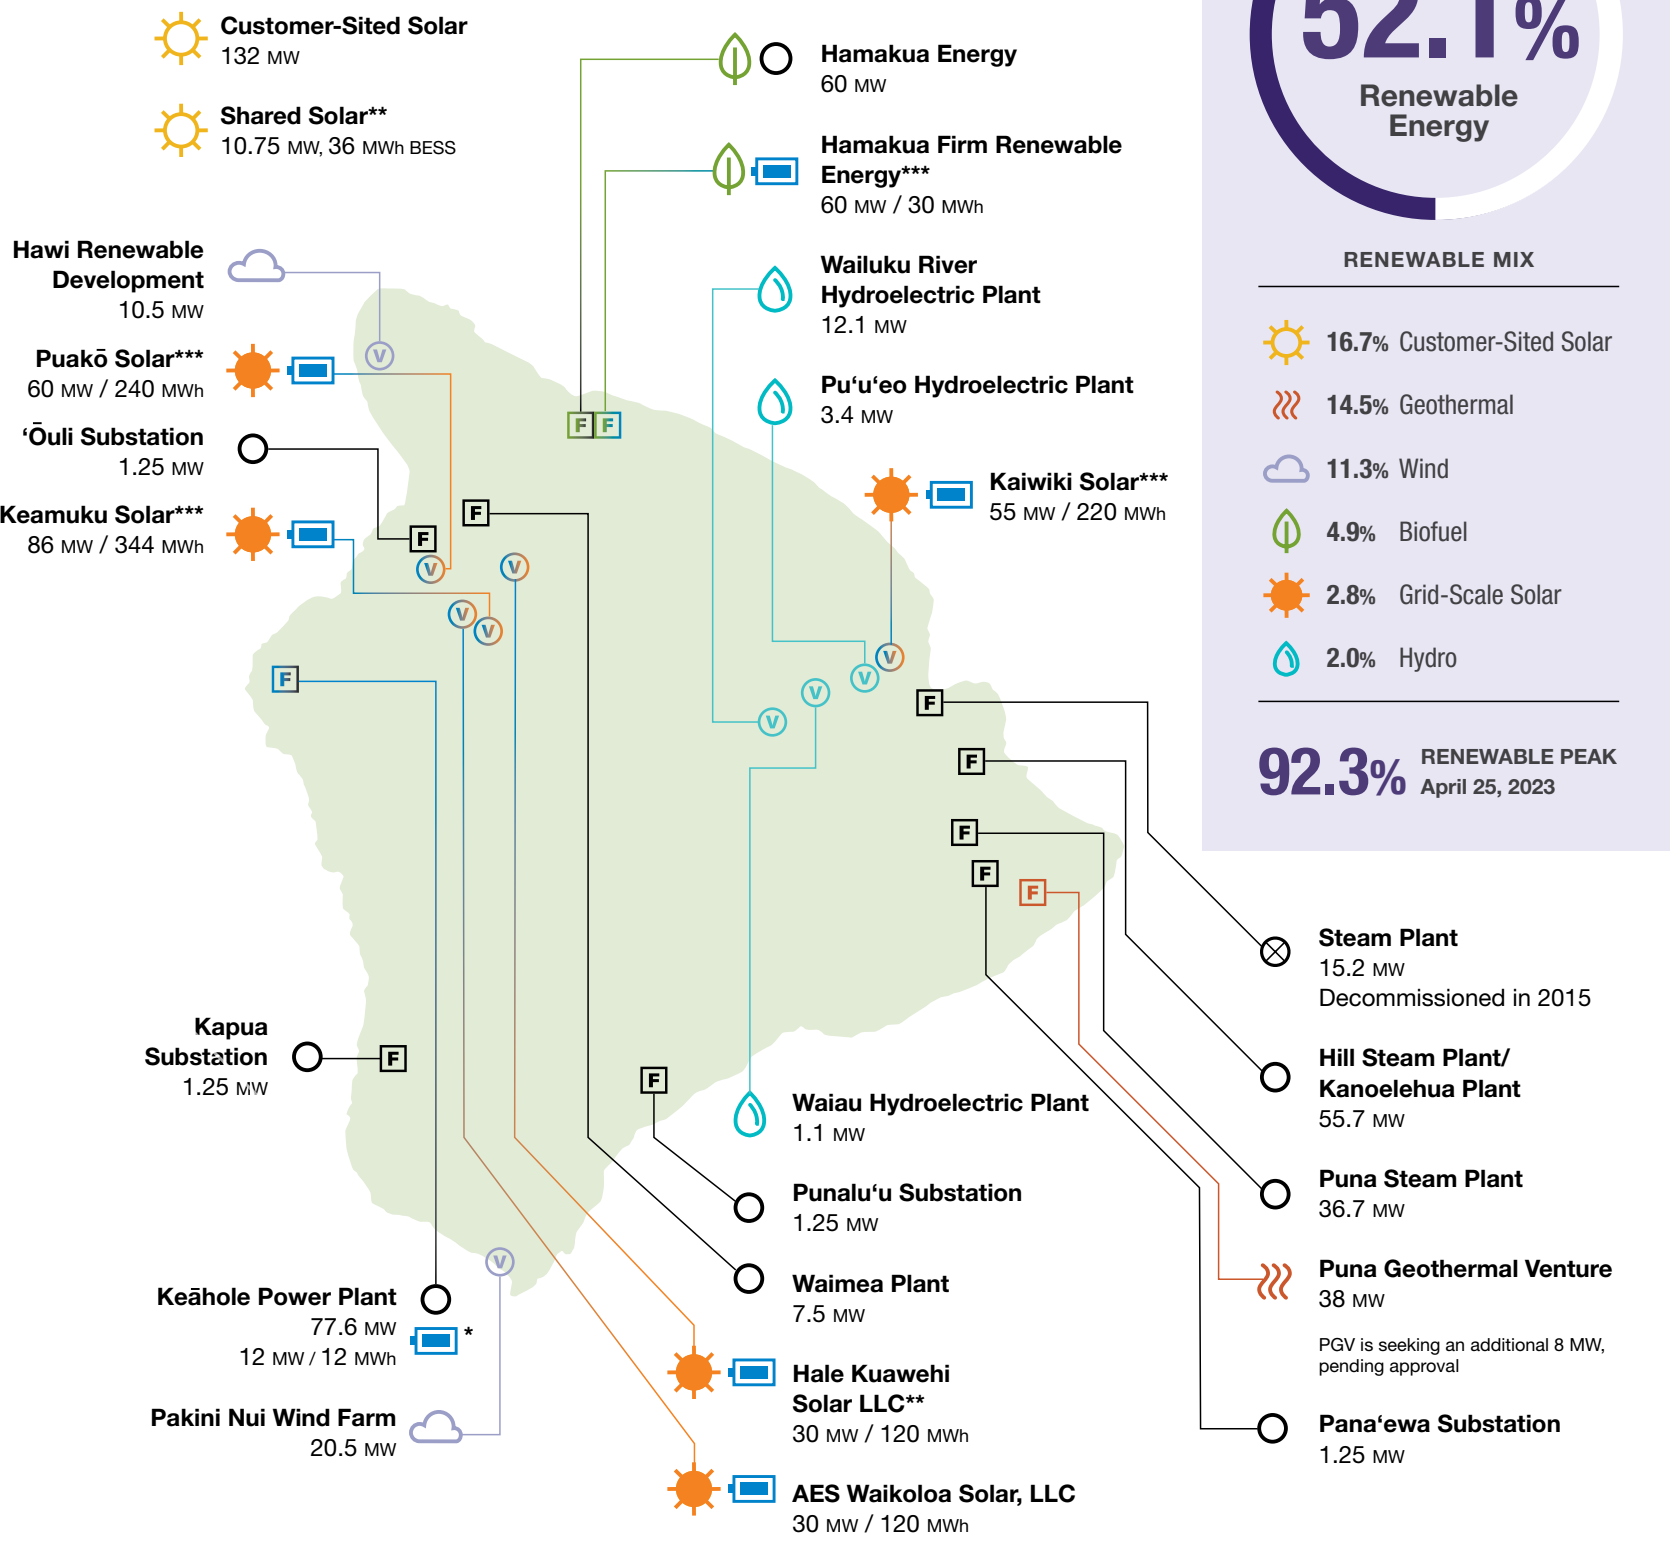 Customer-Sited Solar
132 MW
Shared Solar**
10.75 MW, 36 MWh BESS
Hawi Renewable
Development
10.5 MW
Puakō Solar***
60 MW / 240 MWh
ʻŌuli Substation
1.25 MW
Keamuku Solar***
86 MW / 344 MWh
Hamakua Energy
60 MW
Hamakua Firm Renewable
Energy***
60 MW / 30 MWh
Wailuku River
Hydroelectric Plant
12.1 MW
Puʻuʻeo Hydroelectric Plant
3.4 MW
Kaiwiki Solar***
55 MW / 220 MWh
V
F F
F
F
V
V
V
V
F
V
V
V
V
F
F
F
F
F
F
F
V
Kapua
Substation
1.25 MW
Keāhole Power Plant
77.6 MW
*
12 MW / 12 MWh
Pakini Nui Wind Farm
20.5 MW
Waiau Hydroelectric Plant
1.1 MW
Punaluʻu Substation
1.25 MW
Waimea Plant
7.5 MW
Hale Kuawehi
Solar LLC**
30 MW / 120 MWh
AES Waikoloa Solar, LLC
30 MW / 120 MWh
52.1%
Renewable
Energy
RENEWABLE MIX
16.7% Customer-Sited Solar
14.5% Geothermal
11.3% Wind
4.9% Biofuel
2.8% Grid-Scale Solar
2.0% Hydro
92.3% RENEWABLE PEAK
April 25, 2023
Steam Plant
15.2 MW
Decommissioned in 2015
Hill Steam Plant/
Kanoelehua Plant
55.7 MW
Puna Steam Plant
36.7 MW
Puna Geothermal Venture
38 MW
PGV is seeking an additional 8 MW,
pending approval
Panaʻewa Substation
1.25 MW